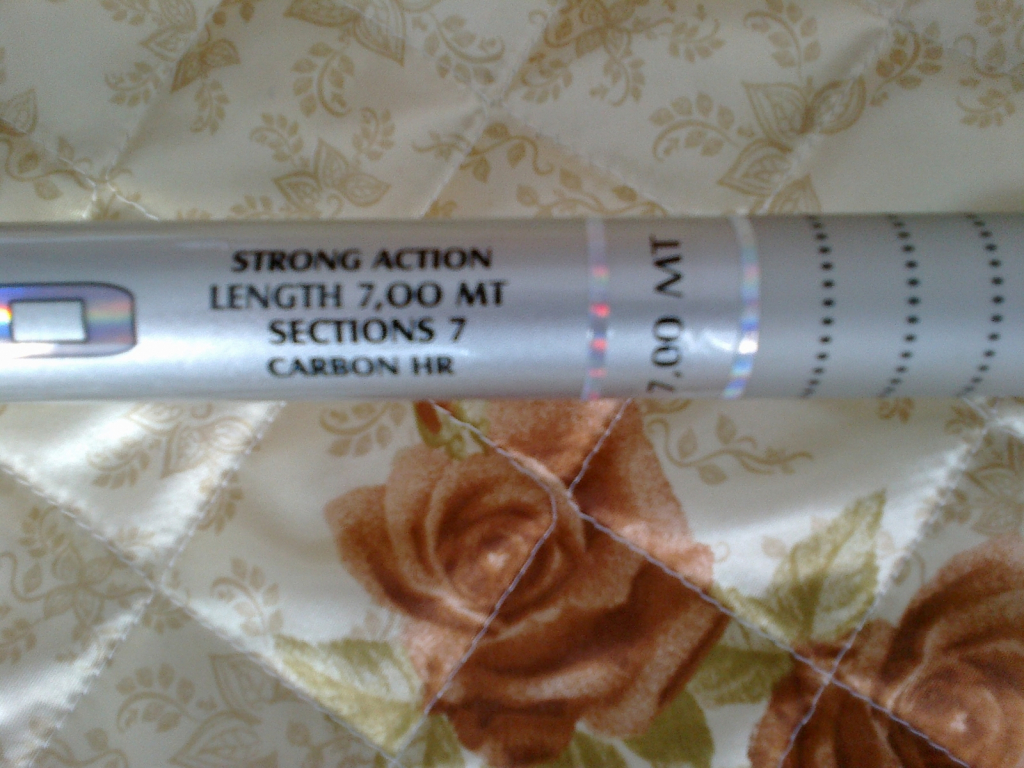 STRONG ACTION
LENGTH 7,00 MT
SECTIONS 7
CARBON HR
7,00 MT